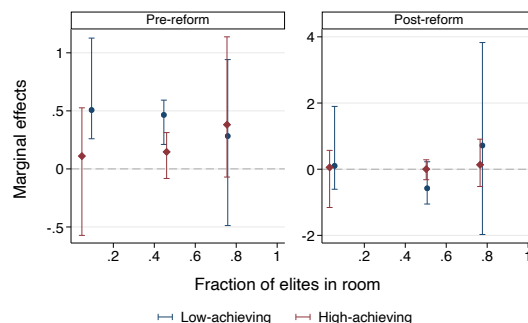 Pre-reform
Post-reform
Marginal effects
1
.5
0
-.5
.2 .4 .6 .8 1
4
2
0
-2
.2 .4 .6 .8 1
Fraction of elites in room
Low-achieving High-achieving